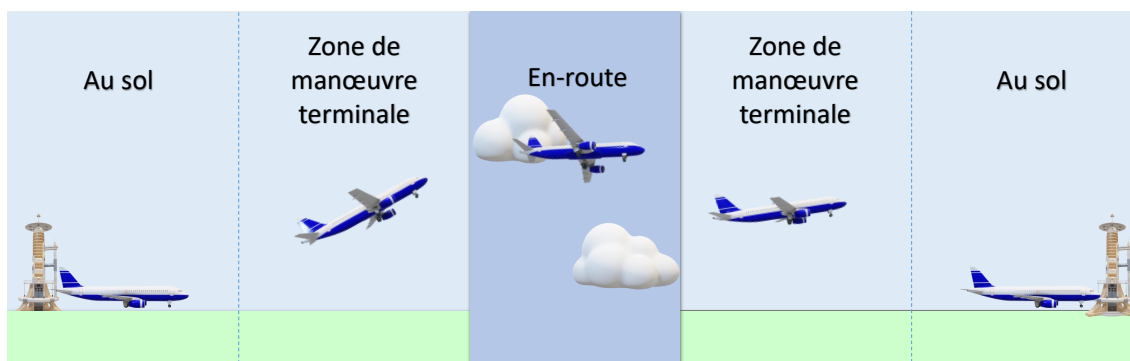 Au sol
Zone de
manœuvre
terminale
En-route
Zone de
manœuvre
terminale
Au sol